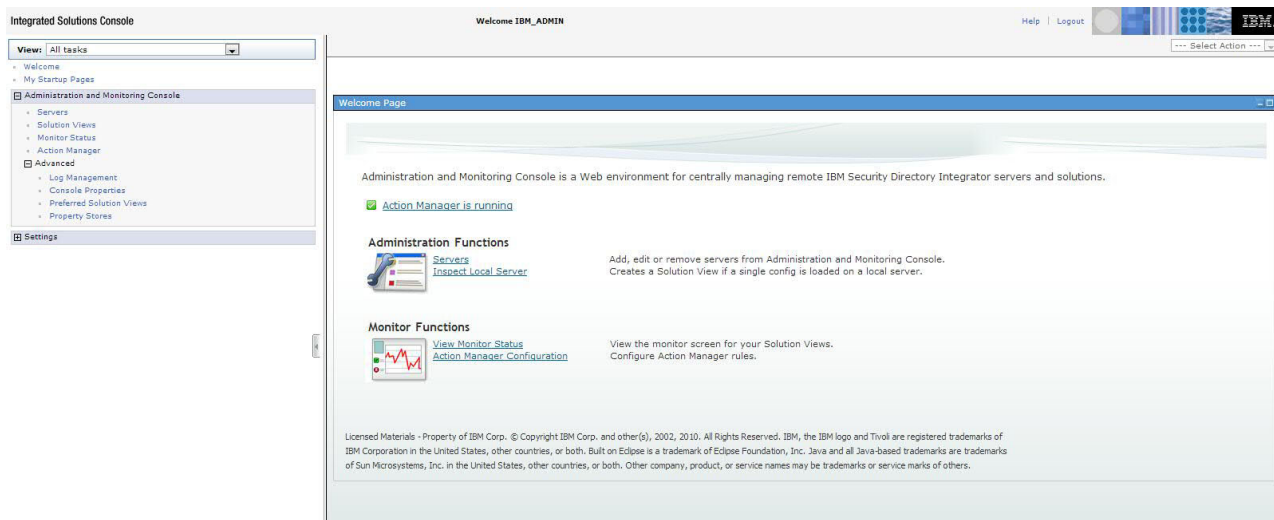 Integrated Solutions Console
Welcome IBM_ADMIN
Help | Logout
IBM.
View: All tasks
--- Select Action ---
Welcome
My Startup Pages
Administration and Monitoring Console
Servers
Solution Views
Monitor Status
Action Manager
Advanced
Log Management
Console Properties
Preferred Solution Views
Property Stores
Settings
Welcome Page
Administration and Monitoring Console is a Web environment for centrally managing remote IBM Security Directory Integrator servers and solutions.
Action Manager is running
Administration Functions
Servers Add, edit or remove servers from Administration and Monitoring Console.
Inspect Local Server Creates a Solution View if a single config is loaded on a local server.
Monitor Functions
View Monitor Status View the monitor screen for your Solution Views.
Action Manager Configuration Configure Action Manager rules.
Licensed Materials - Property of IBM Corp. © Copyright IBM Corp. and other(s), 2002, 2010. All Rights Reserved. IBM, the IBM logo and Tivoli are registered trademarks of
IBM Corporation in the United States, other countries, or both. Built on Eclipse is a trademark of Eclipse Foundation, Inc. Java and all Java-based trademarks are trademarks
of Sun Microsystems, Inc. in the United States, other countries, or both. Other company, product, or service names may be trademarks or service marks of others.